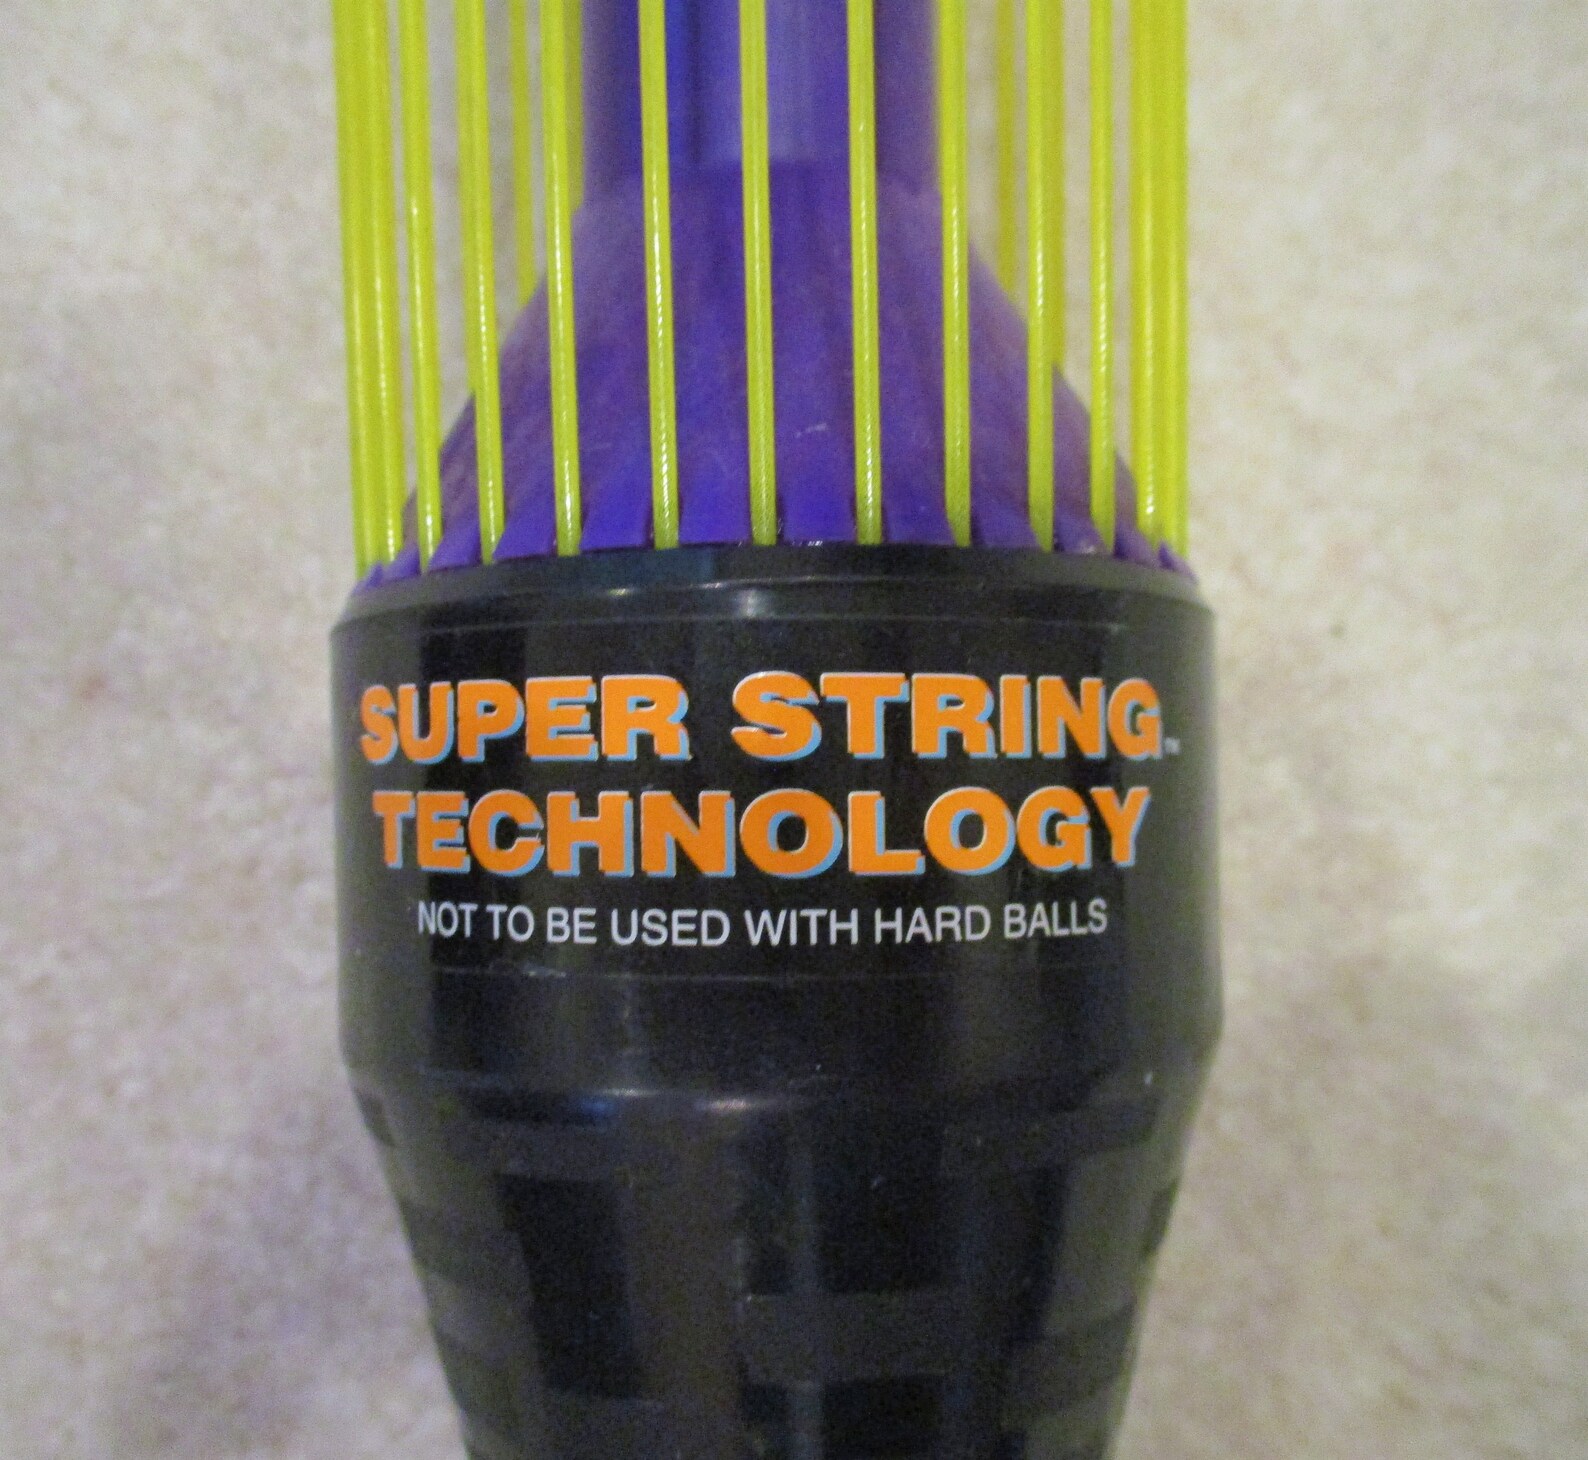 SUPER STRING™
TECHNOLOGY
NOT TO BE USED WITH HARD BALLS